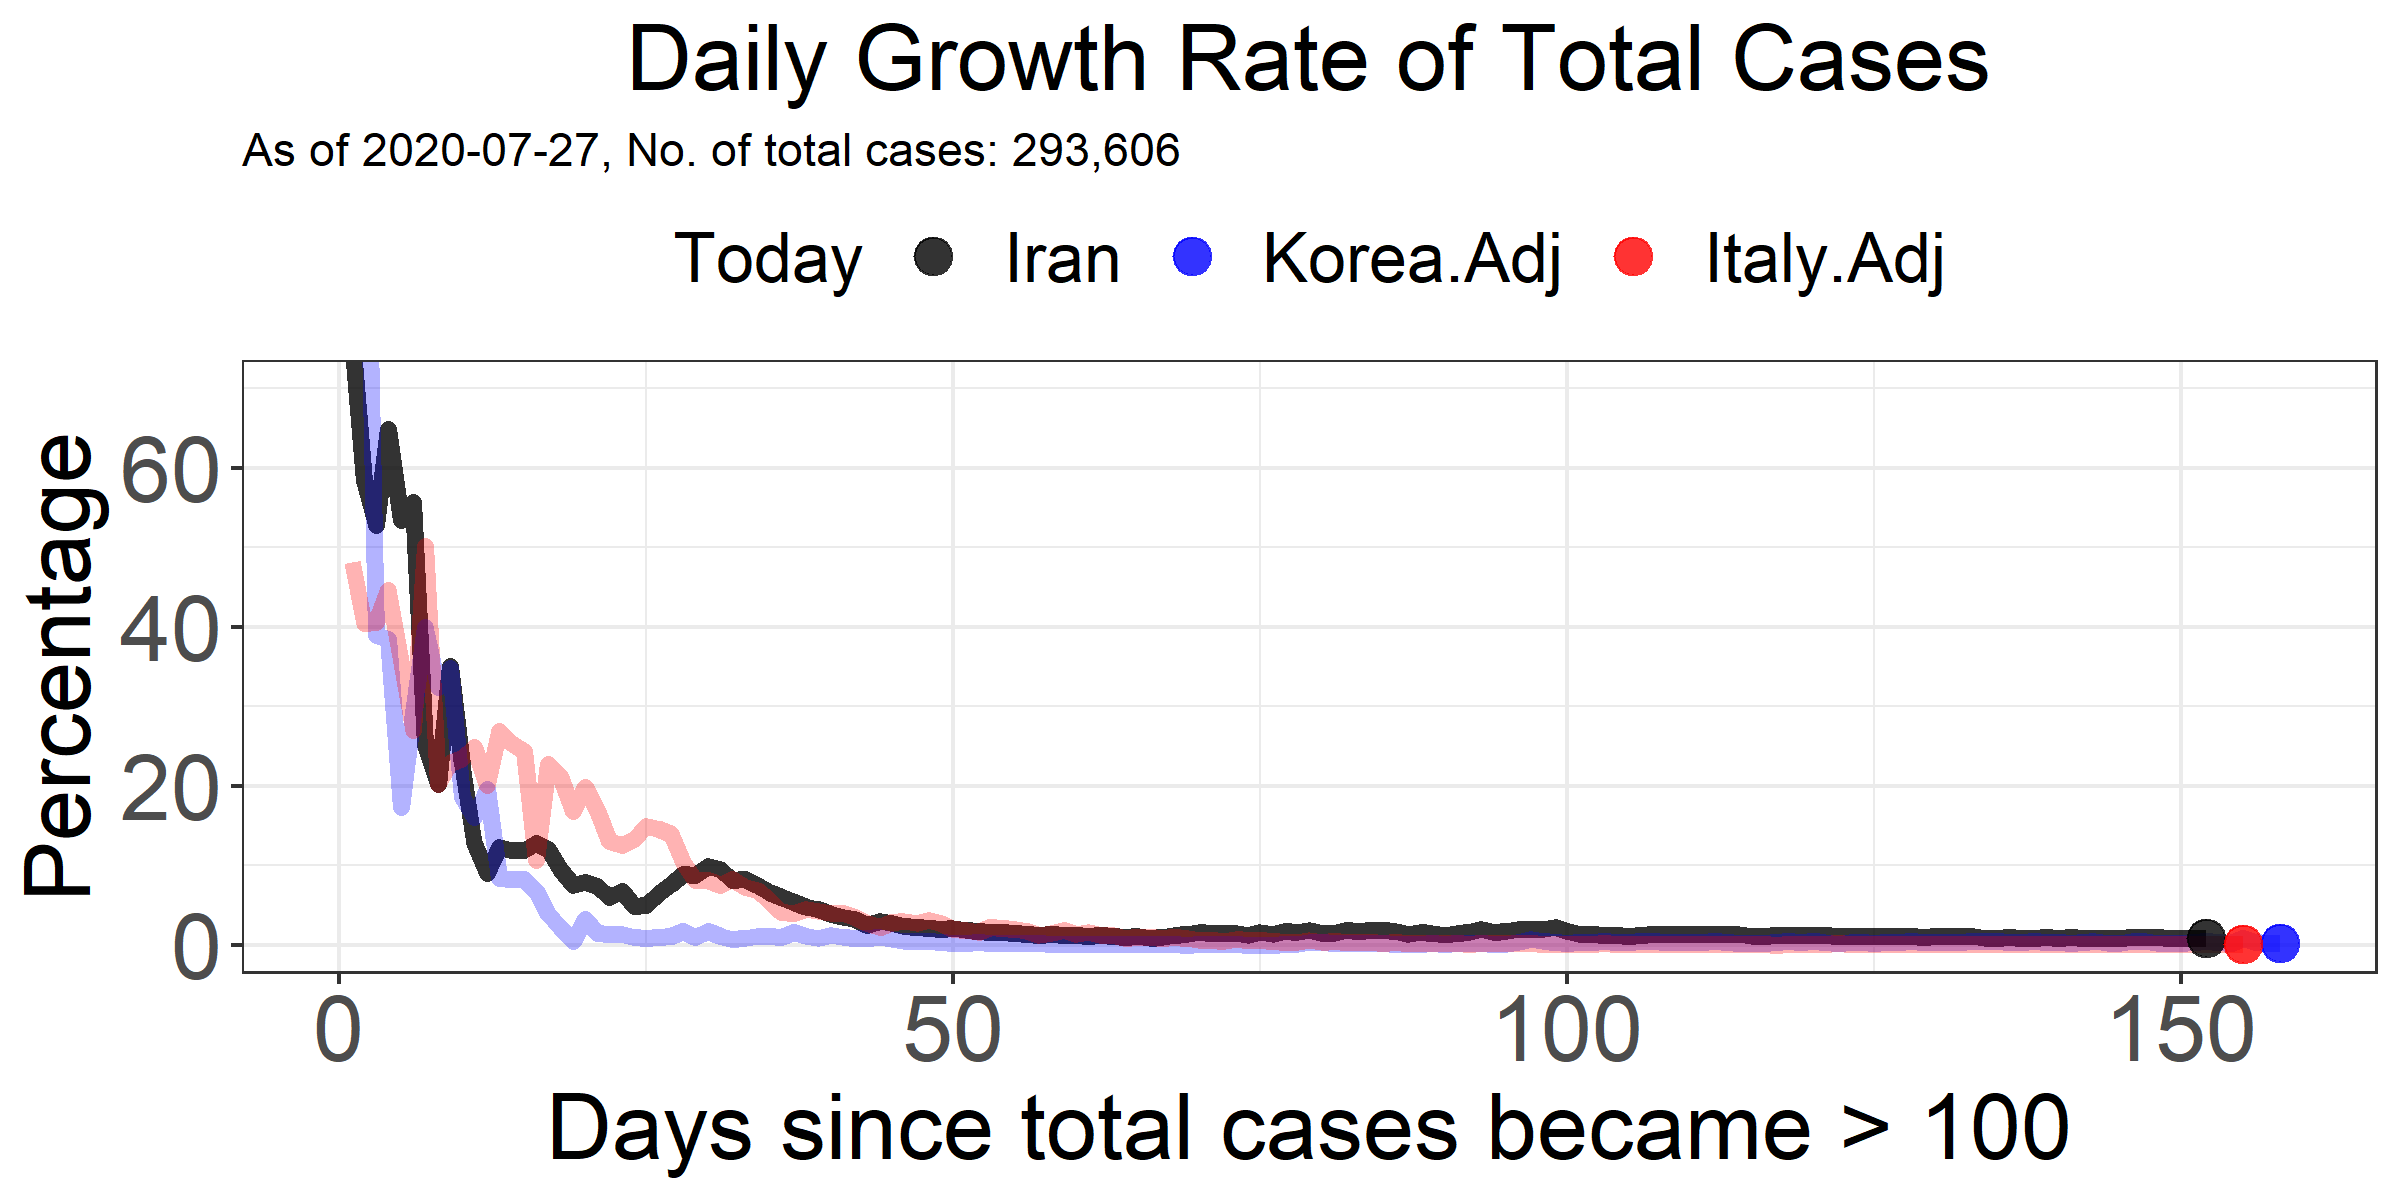 Daily Growth Rate of Total Cases
As of 2020-07-27, No. of total cases: 293,606
Today Iran Korea.Adj Italy.Adj
Percentage
60
40
20
0
0 50 100 150
Days since total cases became > 100